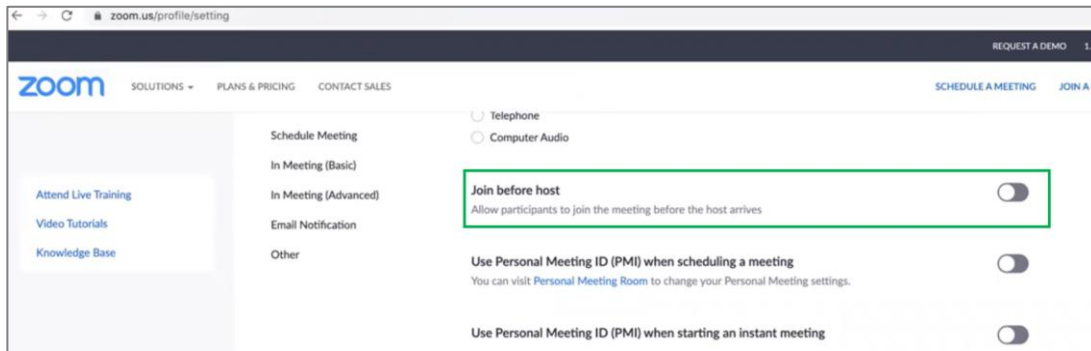 zoom.us/profile/setting
REQUEST A DEMO 1.
zoom SOLUTIONS PLANS & PRICING CONTACT SALES SCHEDULE A MEETING JOIN A
Telephone
Schedule Meeting
Computer Audio
In Meeting (Basic)
Attend Live Training
In Meeting (Advanced)
Video Tutorials
Email Notification
Knowledge Base
Other
Join before host
Allow participants to join the meeting before the host arrives
Use Personal Meeting ID (PMI) when scheduling a meeting
You can visit Personal Meeting Room to change your Personal Meeting settings.
Use Personal Meeting ID (PMI) when starting an instant meeting